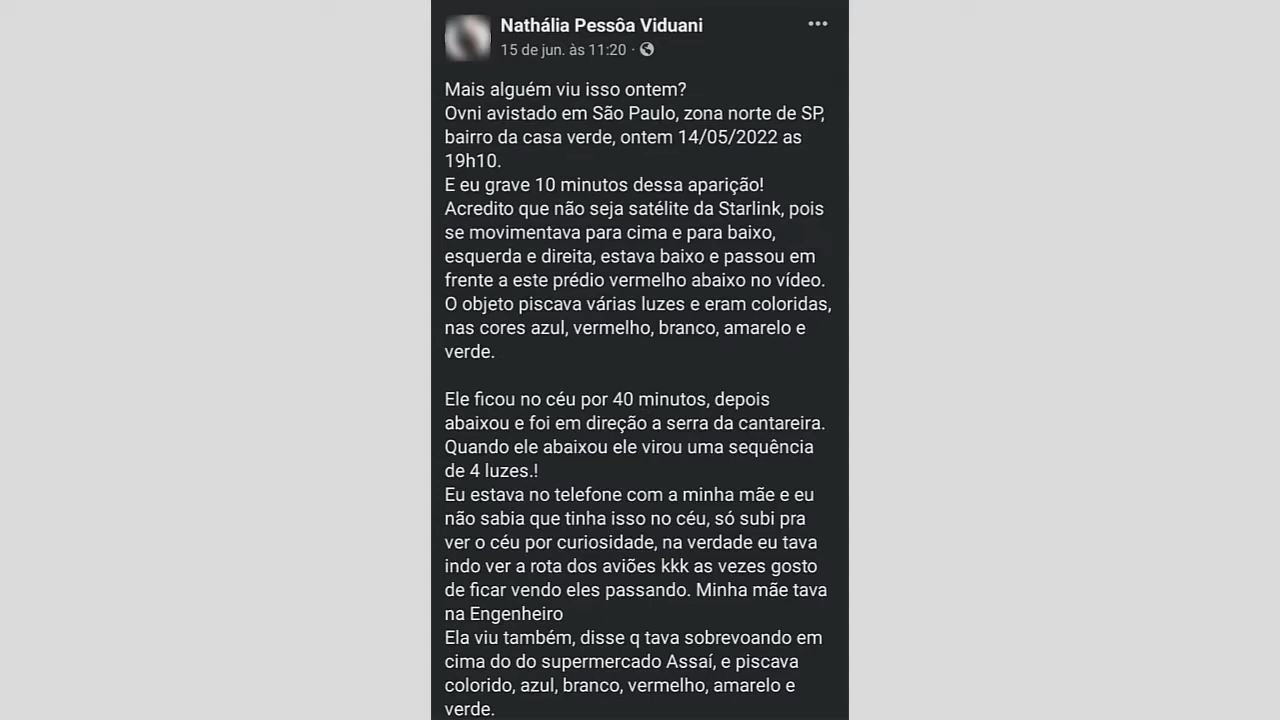 Nathália Pessôa Viduani
15 de jun. às 11:20 ·
Mais alguém viu isso ontem?
Ovni avistado em São Paulo, zona norte de SP,
bairro da casa verde, ontem 14/05/2022 as
19h10.
E eu grave 10 minutos dessa aparição!
Acredito que não seja satélite da Starlink, pois
se movimentava para cima e para baixo,
esquerda e direita, estava baixo e passou em
frente a este prédio vermelho abaixo no vídeo.
O objeto piscava várias luzes e eram coloridas,
nas cores azul, vermelho, branco, amarelo e
verde.
Ele ficou no céu por 40 minutos, depois
abaixou e foi em direção a serra da cantareira.
Quando ele abaixou ele virou uma sequência
de 4 luzes.!
Eu estava no telefone com a minha mãe e eu
não sabia que tinha isso no céu, só subi pra
ver o céu por curiosidade, na verdade eu tava
indo ver a rota dos aviões kkk as vezes gosto
de ficar vendo eles passando. Minha mãe tava
na Engenheiro
Ela viu também, disse q tava sobrevoando em
cima do do supermercado Assaí, e piscava
colorido, azul, branco, vermelho, amarelo e
verde.